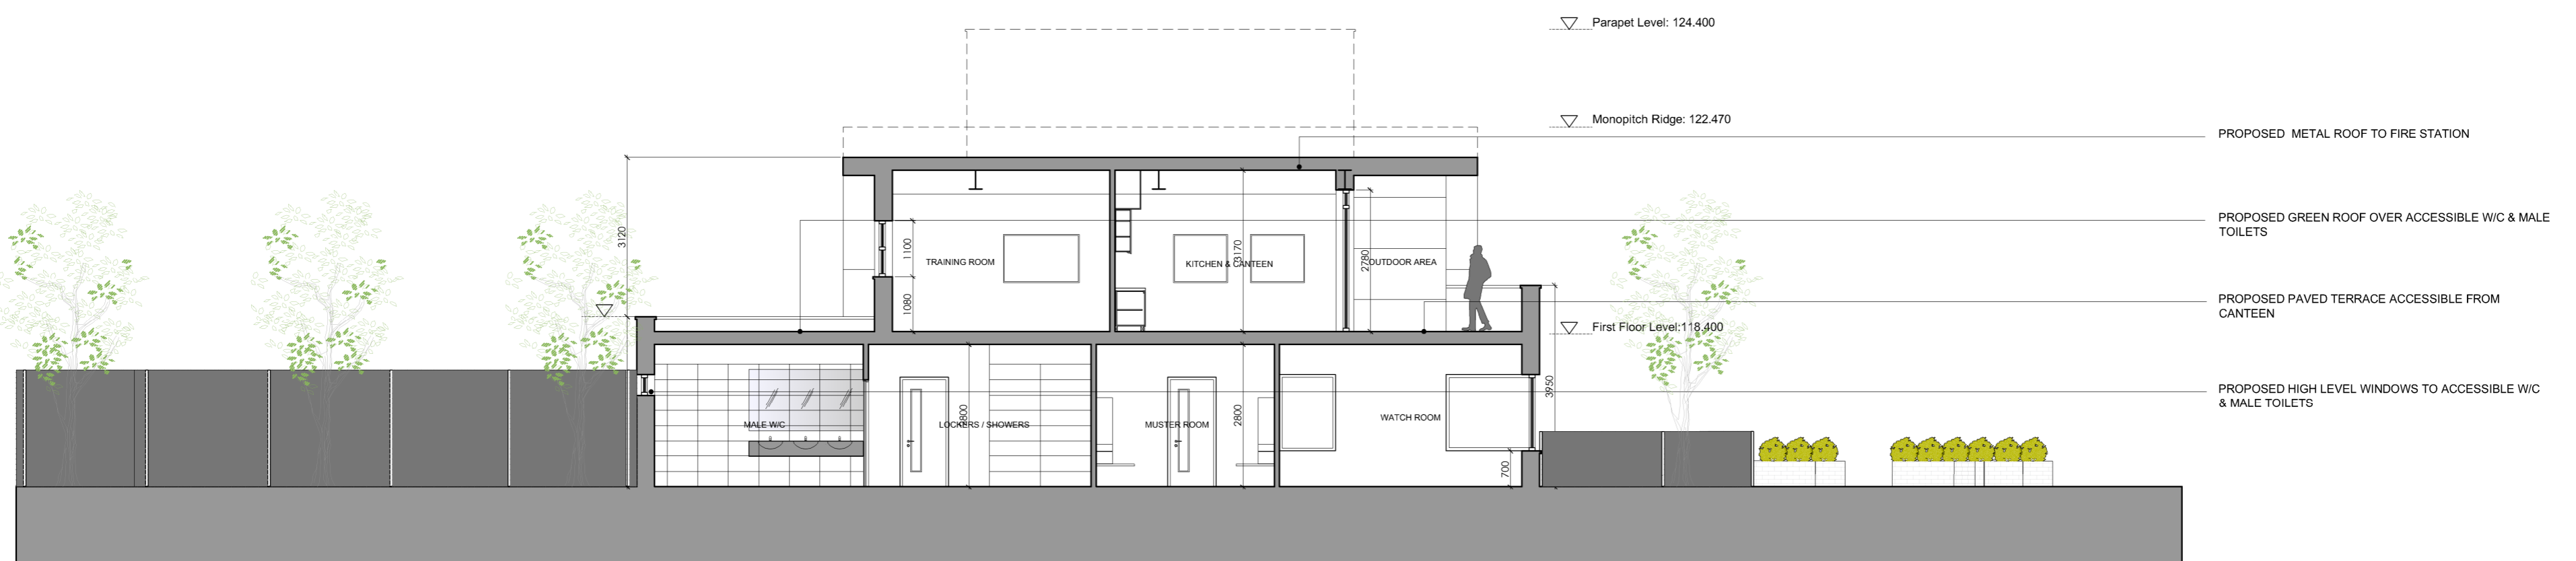 Parapet Level: 124.400
Monopitch Ridge: 122.470
PROPOSED METAL ROOF TO FIRE STATION
PROPOSED GREEN ROOF OVER ACCESSIBLE W/C & MALE
TOILETS
3120
1100
TRAINING ROOM
KITCHEN & CANTEEN
3170
2780
OUTDOOR AREA
1080
PROPOSED PAVED TERRACE ACCESSIBLE FROM
CANTEEN
First Floor Level:118.400
PROPOSED HIGH LEVEL WINDOWS TO ACCESSIBLE W/C
& MALE TOILETS
3950
MALE W/C
LOCKERS / SHOWERS
2800
MUSTER ROOM
2800
WATCH ROOM
700